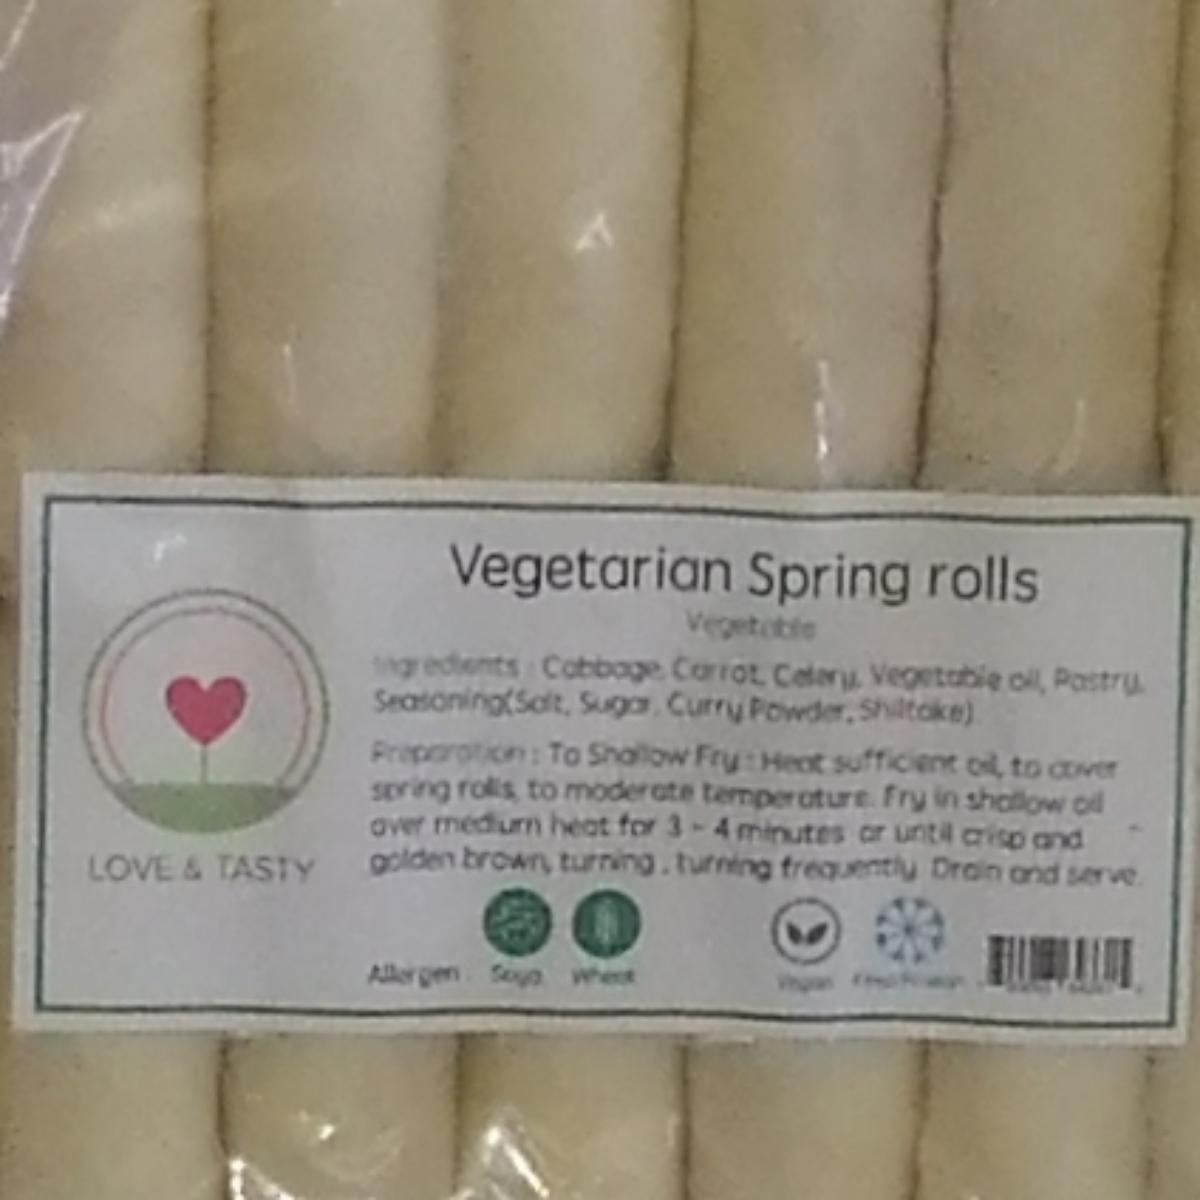 Vegetarian Spring rolls
Vegetable
Ingredients : Cabbage, Carrot, Celery, Vegetable oil, Pastry,
Seasoning(Salt, Sugar, Curry Powder, Shiitake)
Preparation : To Shallow Fry : Heat sufficient oil, to cover
spring rolls, to moderate temperature. Fry in shallow oil
over medium heat for 3 - 4 minutes or until crisp and
golden brown, turning , turning frequently. Drain and serve.
LOVE & TASTY
Allergen : Soya Wheat
Vegan Keep Frozen